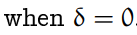 when δ = 0.